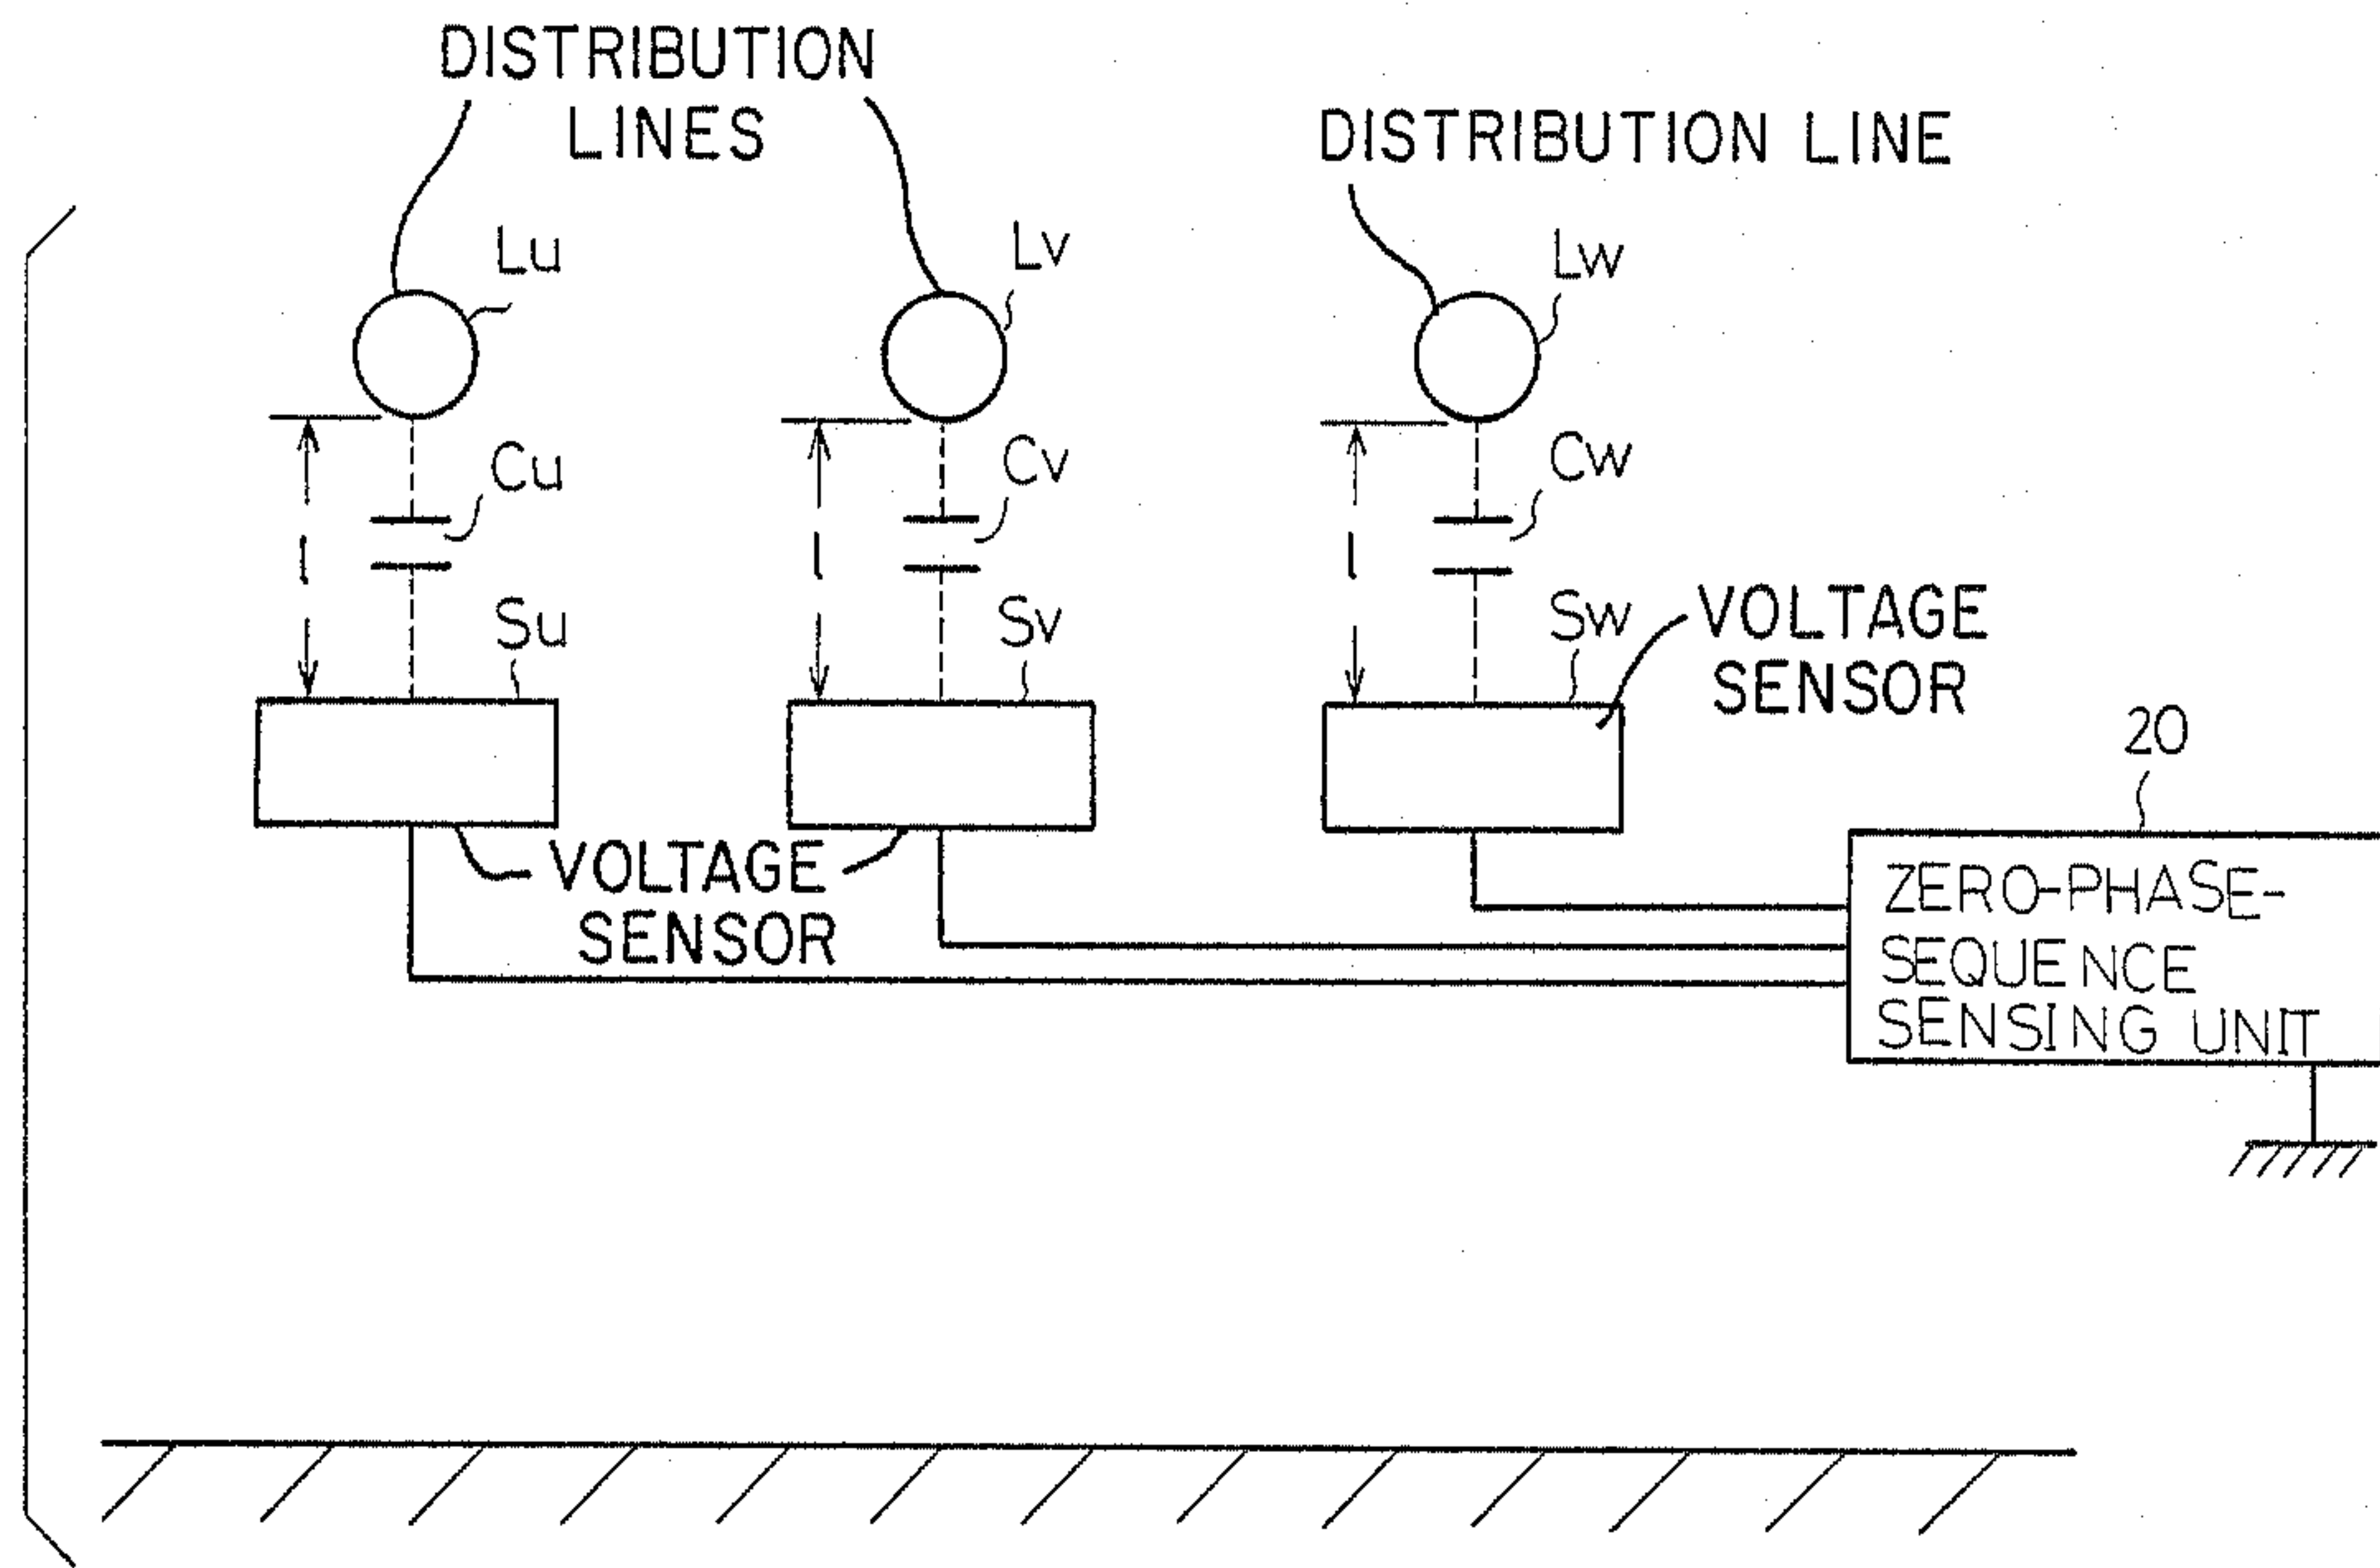 DISTRIBUTION
LINES
DISTRIBUTION LINE
Lu
Lv
Lw
Cu
Cv
Cw
l
l
l
Su
Sv
Sw
VOLTAGE
SENSOR
20
VOLTAGE
SENSOR
ZERO-PHASE-
SEQUENCE
SENSING UNIT